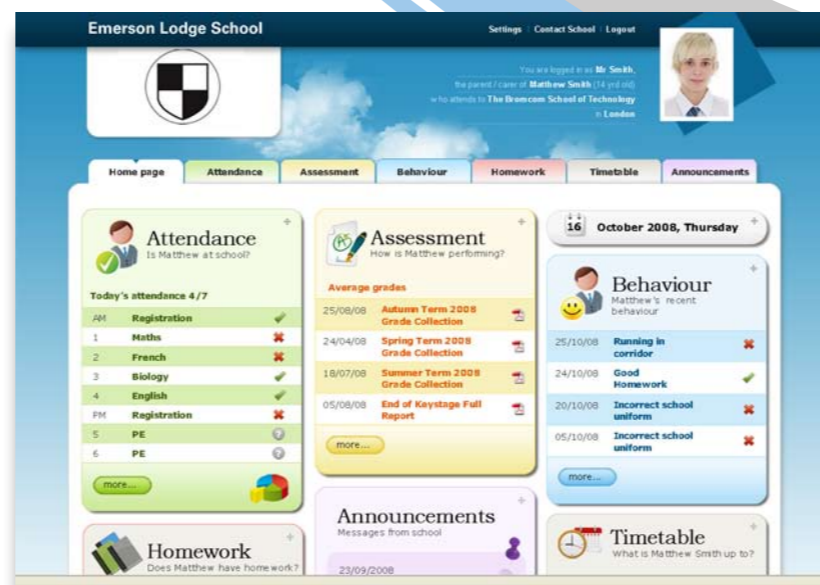 Emerson Lodge School
Settings Contact School Logout
You are logged in as Mr Smith,
the parent / carer of Matthew Smith (14 yrd old)
who attends to The Bromcom School of Technology
in London
Home page Attendance Assessment Behaviour Homework Timetable Announcements
Attendance
Is Matthew at school?
Today's attendance 4/7
AM Registration
1 Maths
2 French
3 Biology
4 English
PM Registration
5 PE
6 PE
more...
Homework
Does Matthew have homework?
Assessment
How is Matthew performing?
Average grades
25/08/08 Autumn Term 2008
Grade Collection
24/04/08 Spring Term 2008
Grade Collection
18/07/08 Summer Term 2008
Grade Collection
05/08/08 End of Keystage Full
Report
more...
Announcements
Messages from school
23/09/2008
16 October 2008, Thursday
Behaviour
Matthew's recent
behaviour
25/10/08 Running in
corridor
24/10/08 Good
Homework
20/10/08 Incorrect school
uniform
05/10/08 Incorrect school
uniform
more...
Timetable
What is Matthew Smith up to?